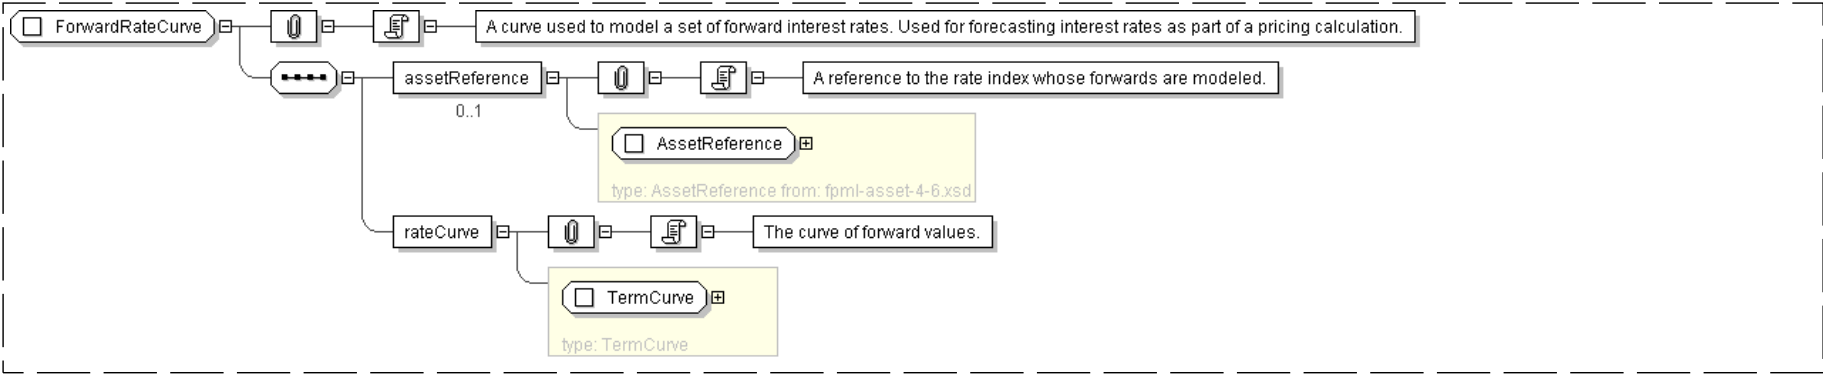 ForwardRateCurve
A curve used to model a set of forward interest rates. Used for forecasting interest rates as part of a pricing calculation.
assetReference
A reference to the rate index whose forwards are modeled.
0..1
AssetReference
type: AssetReference from: fpml-asset-4-6.xsd
rateCurve
The curve of forward values.
TermCurve
type: TermCurve